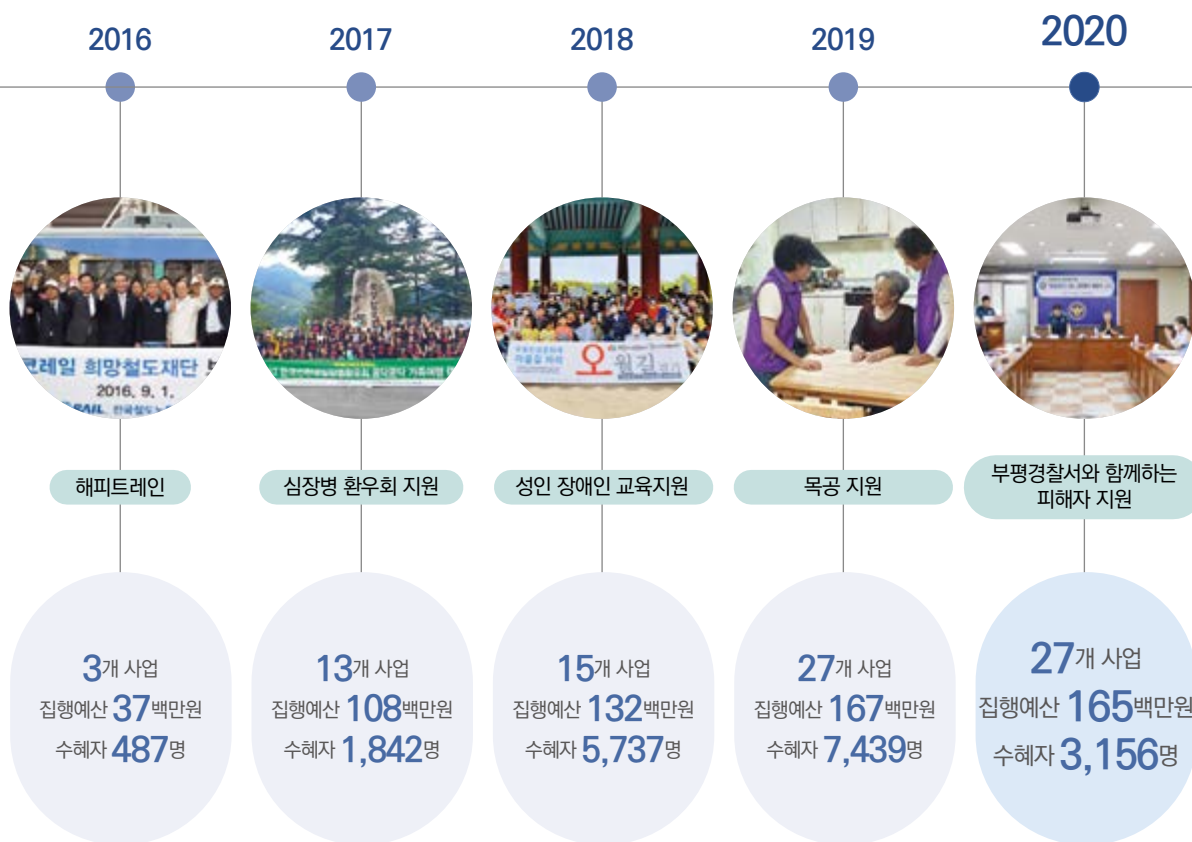 2016
2017
2018
2019
2020
코레일 희망철도재단
2016. 9. 1.
오
월길
해피트레인
심장병 환우회 지원
성인 장애인 교육지원
목공 지원
부평경찰서와 함께하는
피해자 지원
3개 사업
집행예산 37백만원
수혜자 487명
13개 사업
집행예산 108백만원
수혜자 1,842명
15개 사업
집행예산 132백만원
수혜자 5,737명
27개 사업
집행예산 167백만원
수혜자 7,439명
27개 사업
집행예산 165백만원
수혜자 3,156명